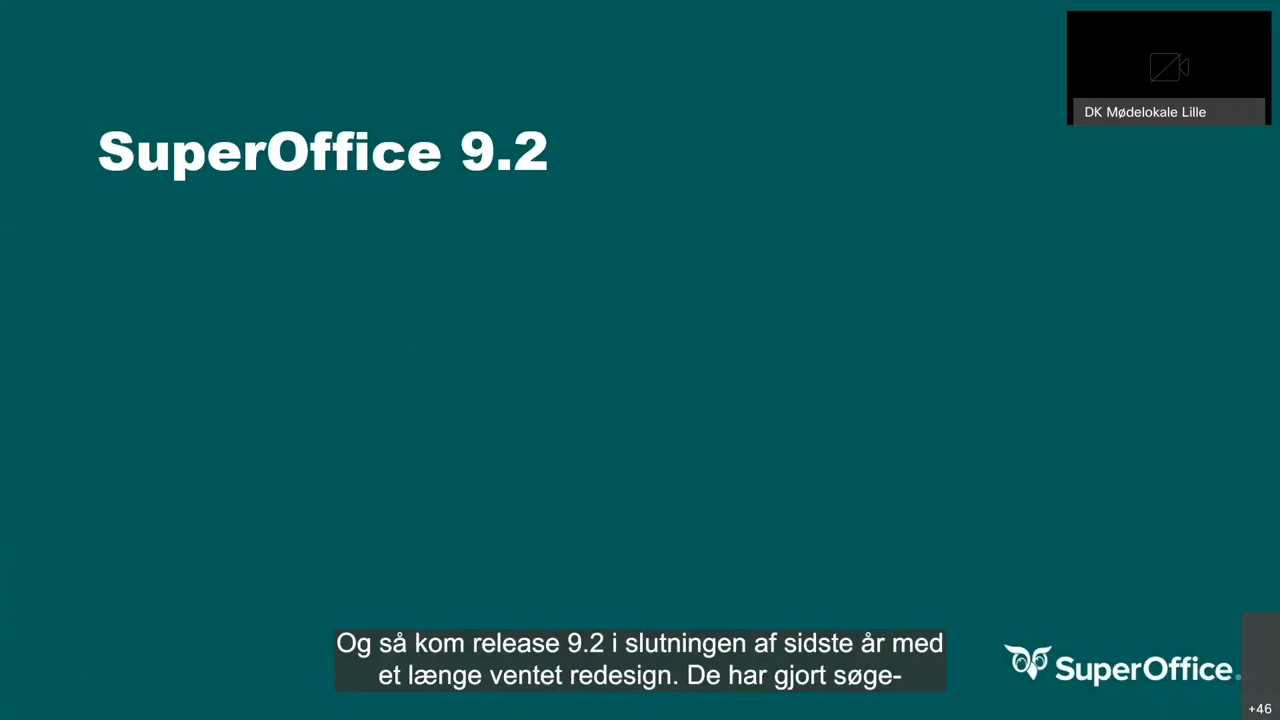 DK Mødelokale Lille
SuperOffice 9.2
Og så kom release 9.2 i slutningen af sidste år med
et længe ventet redesign. De har gjort søge-
SuperOffice®
+46